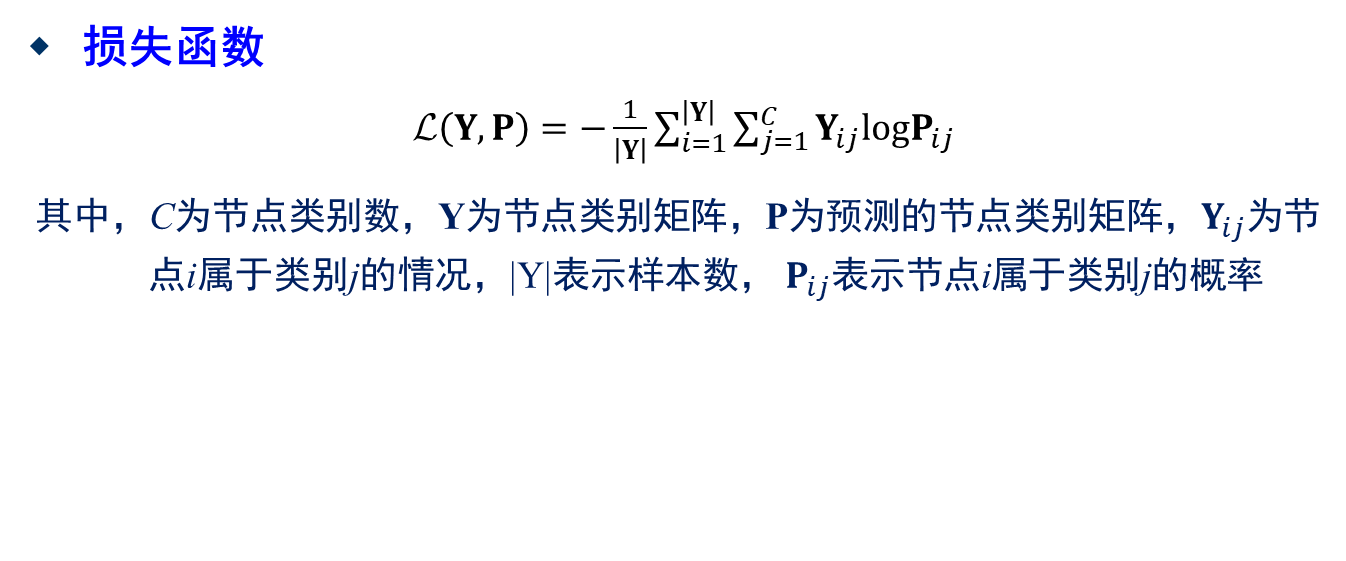 ◆ 损失函数
ℒ(Y, P) = −\frac{1}{|Y|}∑_{i=1}^{|Y|}∑_{j=1}^{C} Y_{ij}logP_{ij}
其中，C为节点类别数，Y为节点类别矩阵，P为预测的节点类别矩阵，Y_{ij}为节
点i属于类别j的情况，|Y|表示样本数， P_{ij}表示节点i属于类别j的概率